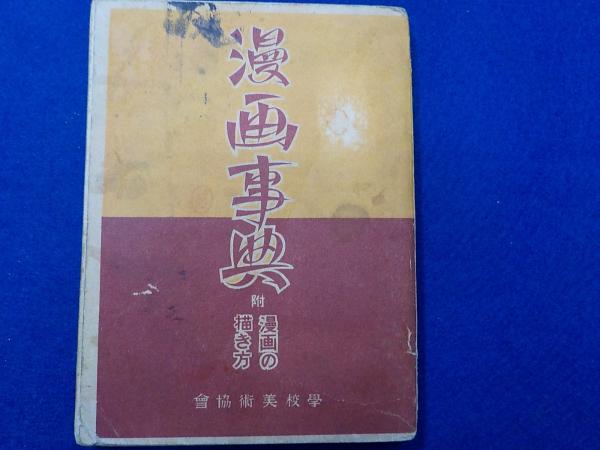 漫画事典
附
漫画の
描き方
會協術美校學